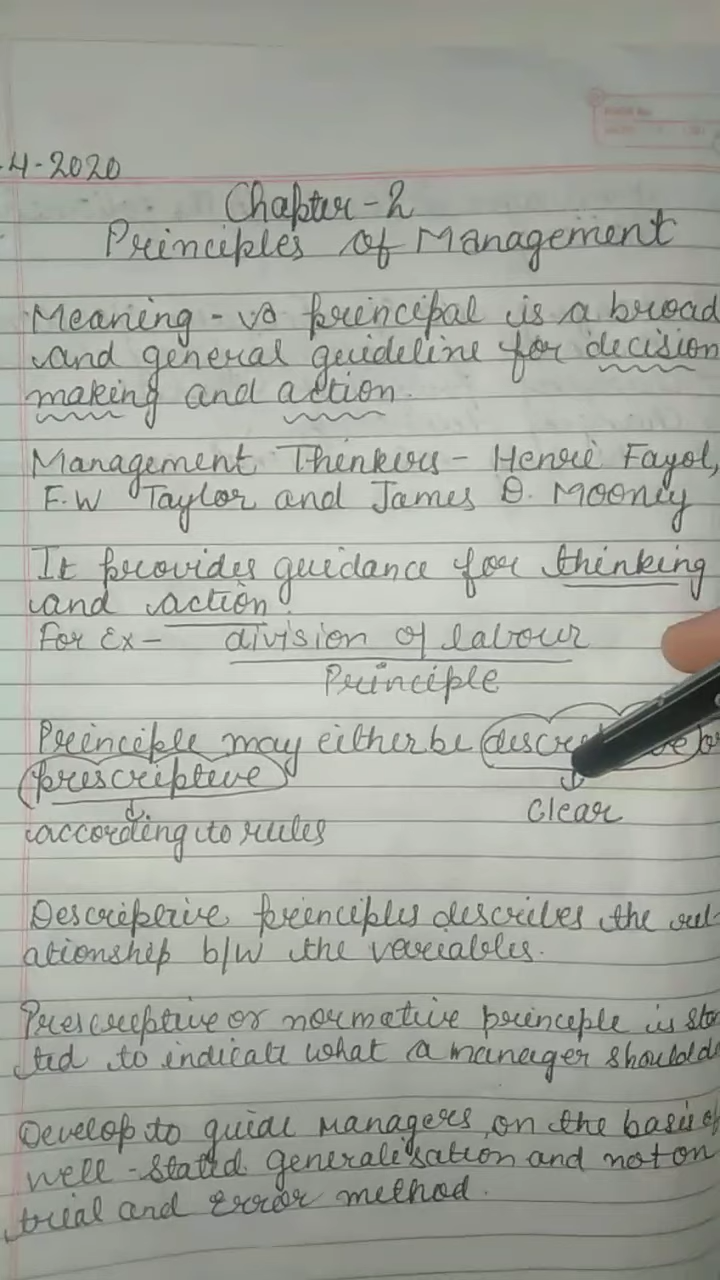 4-2020
Chapter-2
Principles of Management
Meaning - principal is a broad
and general guideline for decision
making and action.
Management Thinkers - Henri Fayol,
F.W Taylor and James D. Mooney
It provides guidance for thinking
and action.
For Ex - division of labour
Principle
Principle may either be
prescriptive
Clear
according to rules
Descriptive principles describes the rel-
ationship b/w the variables.
Prescriptive or normative principle is sta
ted to indicate what a manager should d
Develop to guide managers on the basis of
well-stated generalisation and not on
trial and error method.